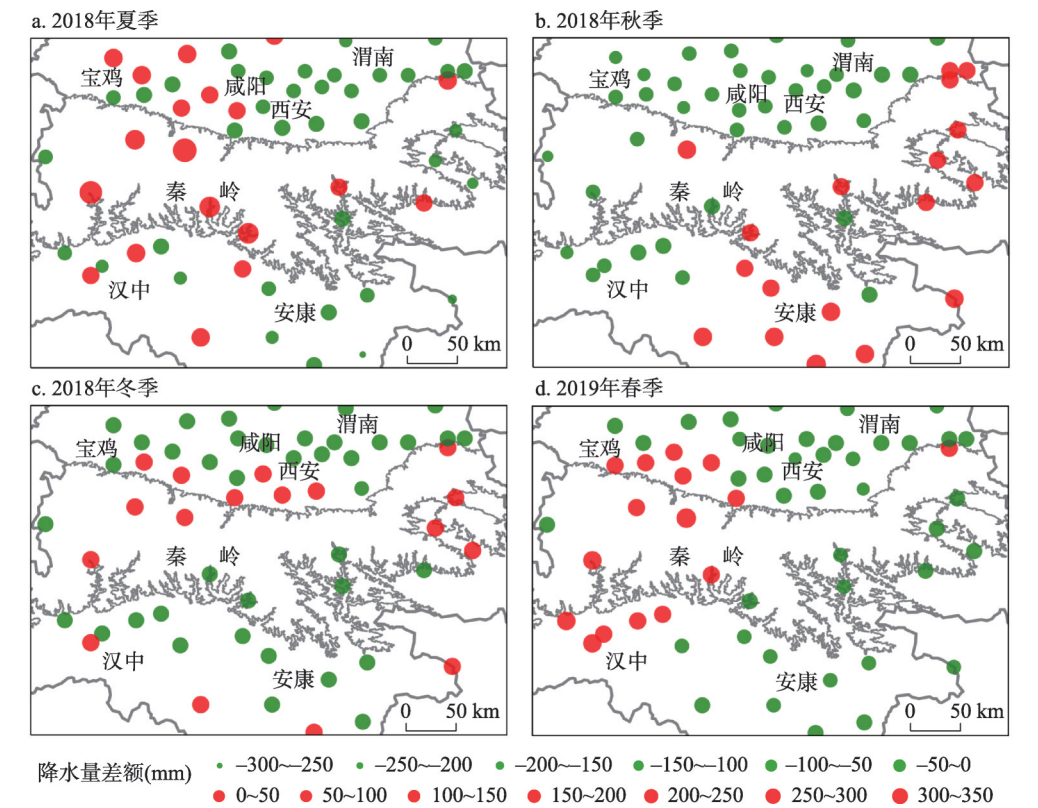 a. 2018年夏季
宝鸡
咸阳
渭南
西安
秦 岭
汉中
安康
0 50 km
b. 2018年秋季
宝鸡
咸阳
渭南
西安
秦 岭
汉中
安康
0 50 km
c. 2018年冬季
宝鸡
咸阳
渭南
西安
秦 岭
汉中
安康
0 50 km
d. 2019年春季
宝鸡
咸阳
渭南
西安
秦 岭
汉中
安康
0 50 km
降水量差额(mm)
−300~−250 −250~−200 −200~−150 −150~−100 −100~−50 −50~0
0~50 50~100 100~150 150~200 200~250 250~300 300~350